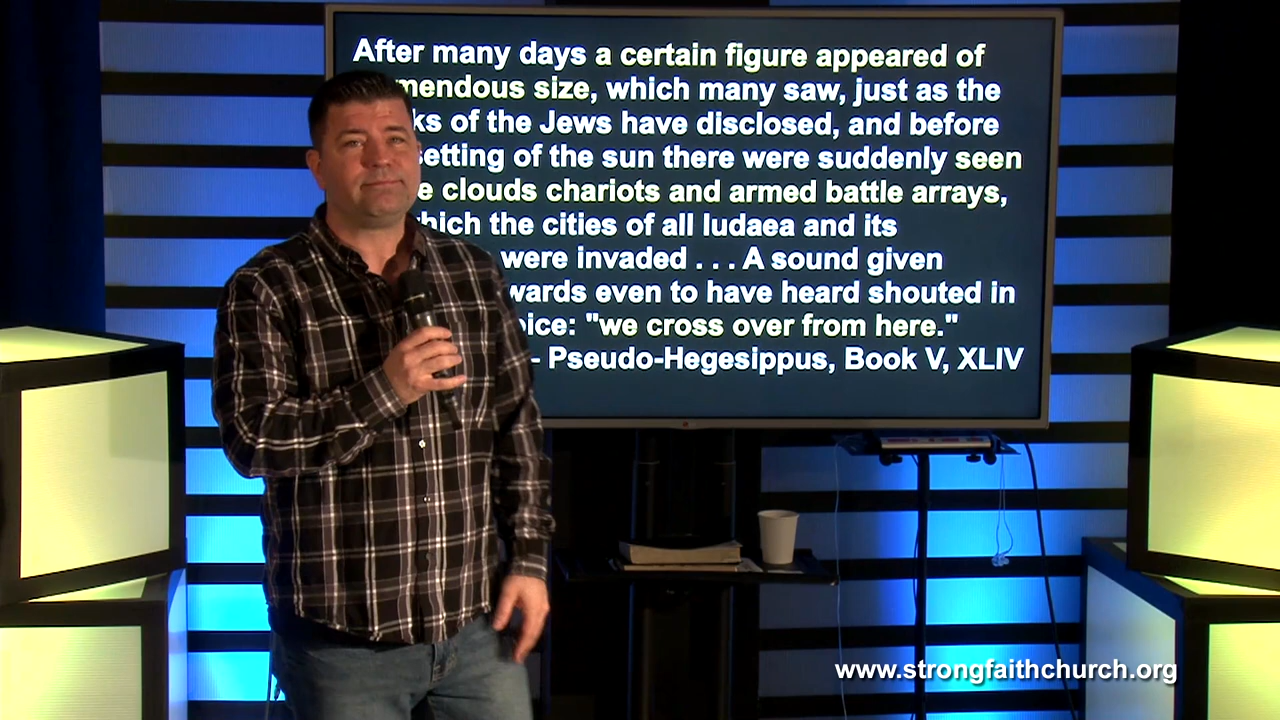 After many days a certain figure appeared of
mendous size, which many saw, just as the
ks of the Jews have disclosed, and before
setting of the sun there were suddenly seen
e clouds chariots and armed battle arrays,
which the cities of all Iudaea and its
were invaded . . . A sound given
wards even to have heard shouted in
oice: "we cross over from here."
- Pseudo-Hegesippus, Book V, XLIV
www.strongfaithchurch.org